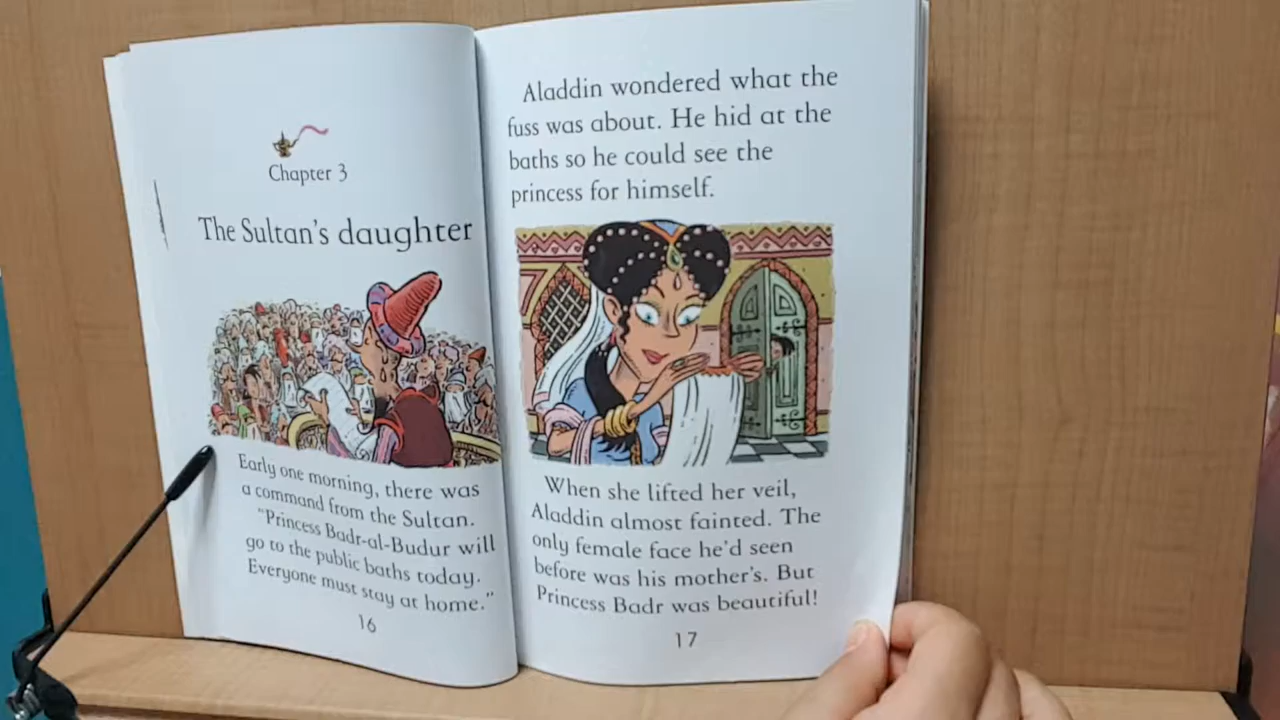 Chapter 3
The Sultan's daughter
Early one morning, there was
a command from the Sultan.
"Princess Badr-al-Budur will
go to the public baths today.
Everyone must stay at home."
16
Aladdin wondered what the
fuss was about. He hid at the
baths so he could see the
princess for himself.
When she lifted her veil,
Aladdin almost fainted. The
only female face he'd seen
before was his mother's. But
Princess Badr was beautiful!
17